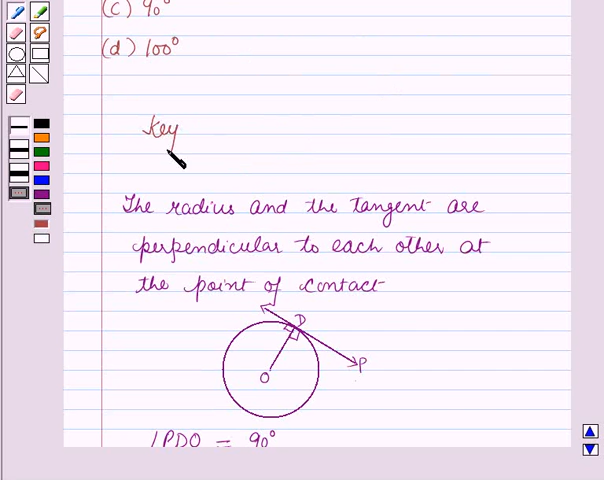 (c) 90°
(d) 100°
Key
The radius and the tangent are
perpendicular to each other at
the point of contact
D
O
P
∠PDO = 90°